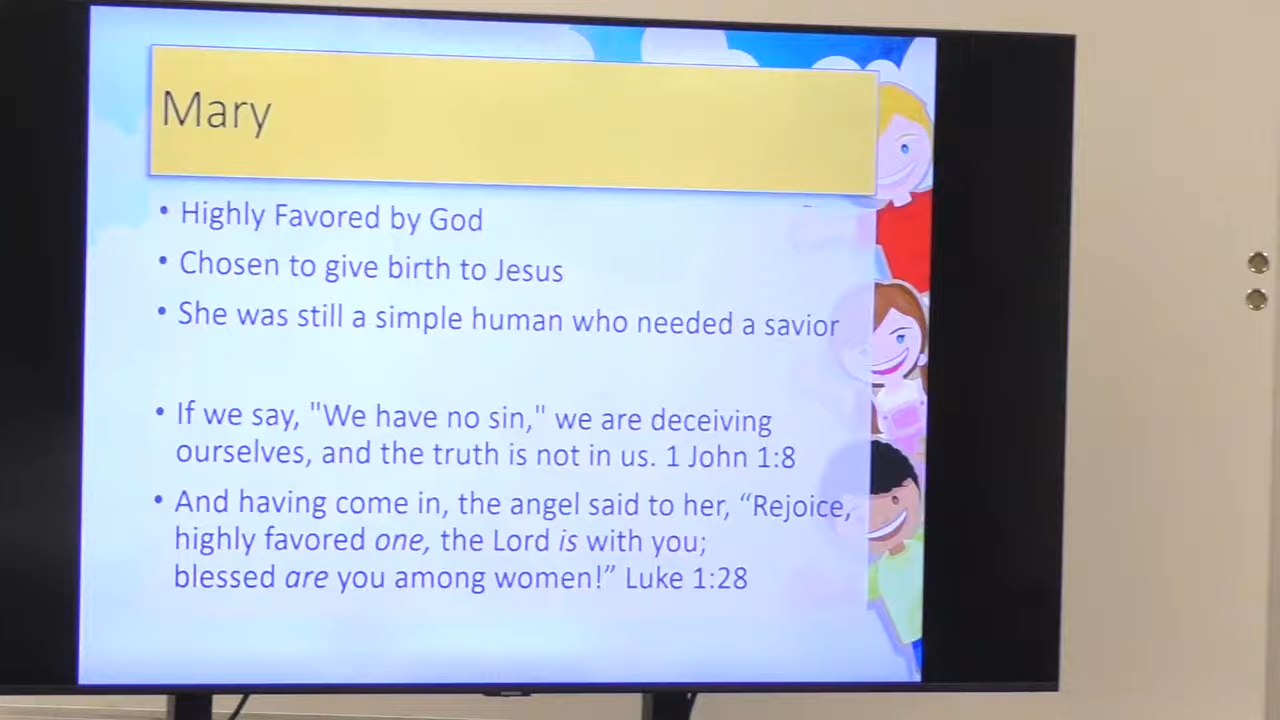 Mary
• Highly Favored by God
• Chosen to give birth to Jesus
• She was still a simple human who needed a savior
• If we say, "We have no sin," we are deceiving
ourselves, and the truth is not in us. 1 John 1:8
• And having come in, the angel said to her, “Rejoice,
highly favored one, the Lord is with you;
blessed are you among women!” Luke 1:28